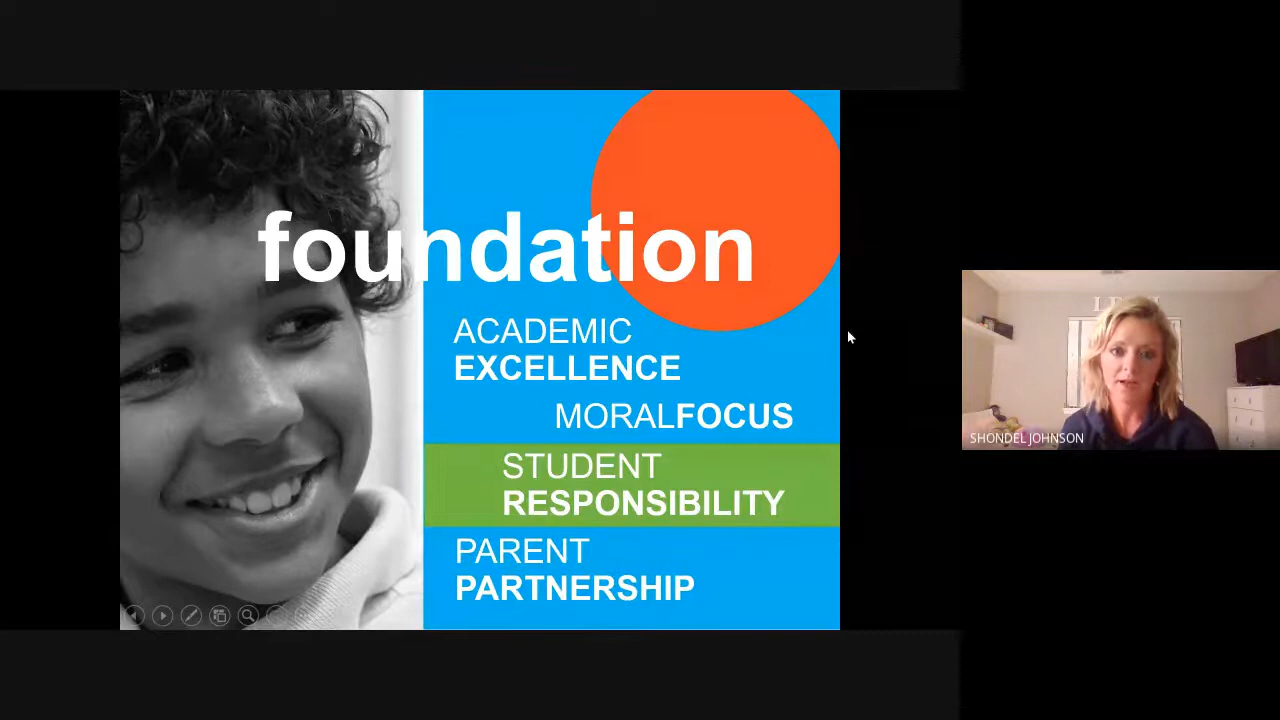 foundation
ACADEMIC
EXCELLENCE
MORALFOCUS
STUDENT
RESPONSIBILITY
PARENT
PARTNERSHIP
SHONDEL JOHNSON